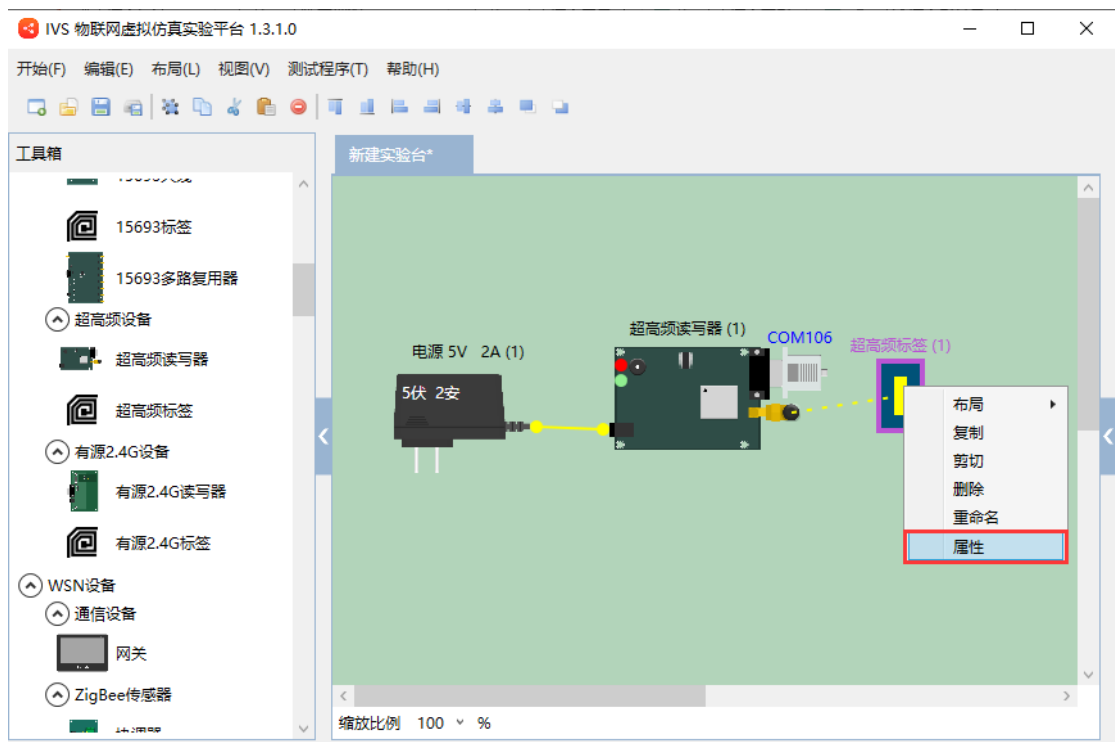 IVS 物联网虚拟仿真实验平台 1.3.1.0
开始(F) 编辑(E) 布局(L) 视图(V) 测试程序(T) 帮助(H)
工具箱
新建实验台*
15693标签
15693多路复用器
超高频设备
超高频读写器
超高频标签
有源2.4G设备
有源2.4G读写器
有源2.4G标签
WSN设备
通信设备
网关
ZigBee传感器
电源 5V 2A (1)
5伏 2安
超高频读写器 (1)
COM106
超高频标签 (1)
布局
复制
剪切
删除
重命名
属性
缩放比例 100 %